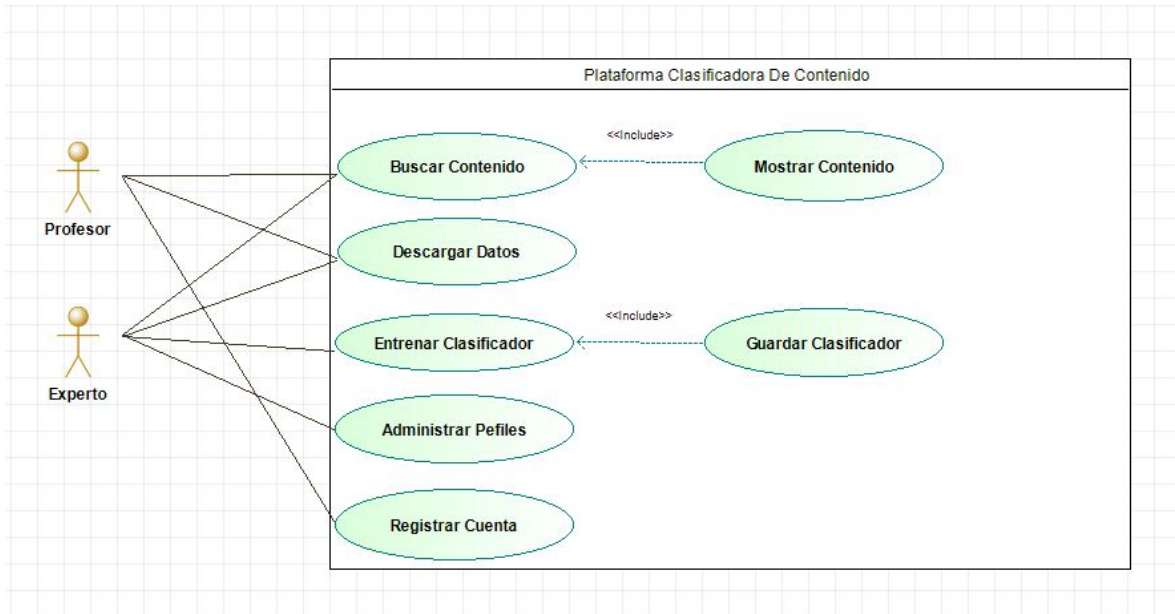 Plataforma Clasificadora De Contenido
<<Include>>
Buscar Contenido
Mostrar Contenido
Profesor
Descargar Datos
<<Include>>
Entrenar Clasificador
Guardar Clasificador
Experto
Administrar Pefiles
Registrar Cuenta